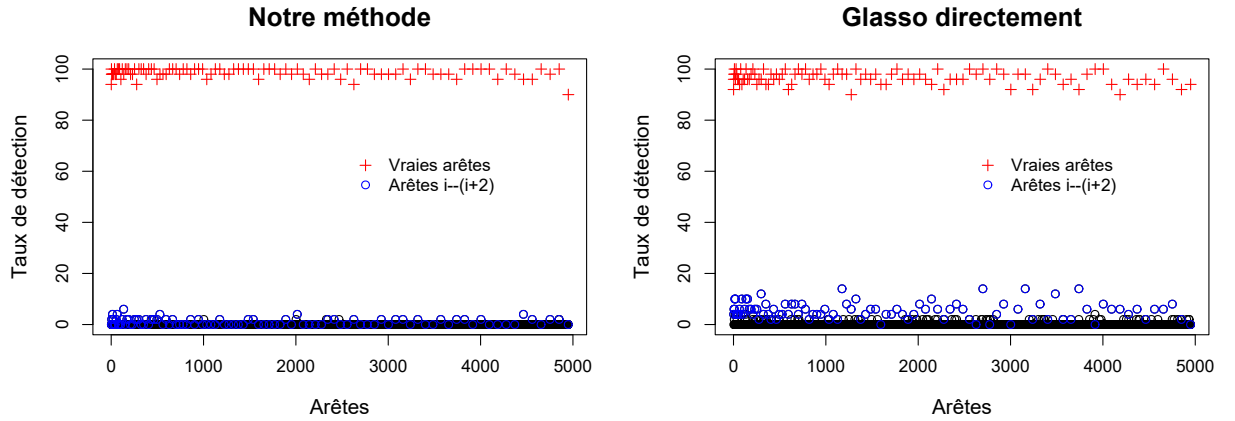 Notre méthode
Taux de détection
100
80
60
40
20
0
Vraies arêtes
Arêtes i--(i+2)
0 1000 2000 3000 4000 5000
Arêtes
Glasso directement
Taux de détection
100
80
60
40
20
0
Vraies arêtes
Arêtes i--(i+2)
0 1000 2000 3000 4000 5000
Arêtes